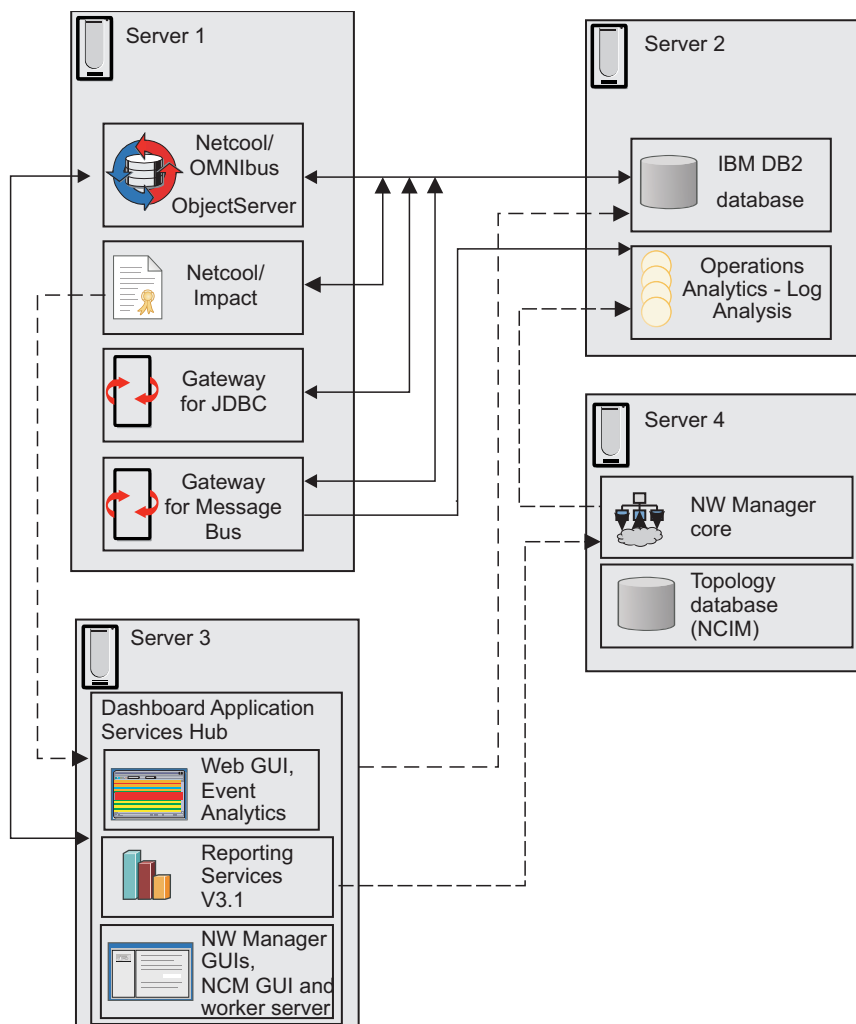 Server 1
Netcool/
OMNIbus
ObjectServer
Netcool/
Impact
Gateway
for JDBC
Gateway
for Message
Bus
Server 2
IBM DB2
database
Operations
Analytics - Log
Analysis
Server 4
NW Manager
core
Topology
database
(NCIM)
Server 3
Dashboard Application
Services Hub
Web GUI,
Event
Analytics
Reporting
Services
V3.1
NW Manager
GUIs,
NCM GUI and
worker server